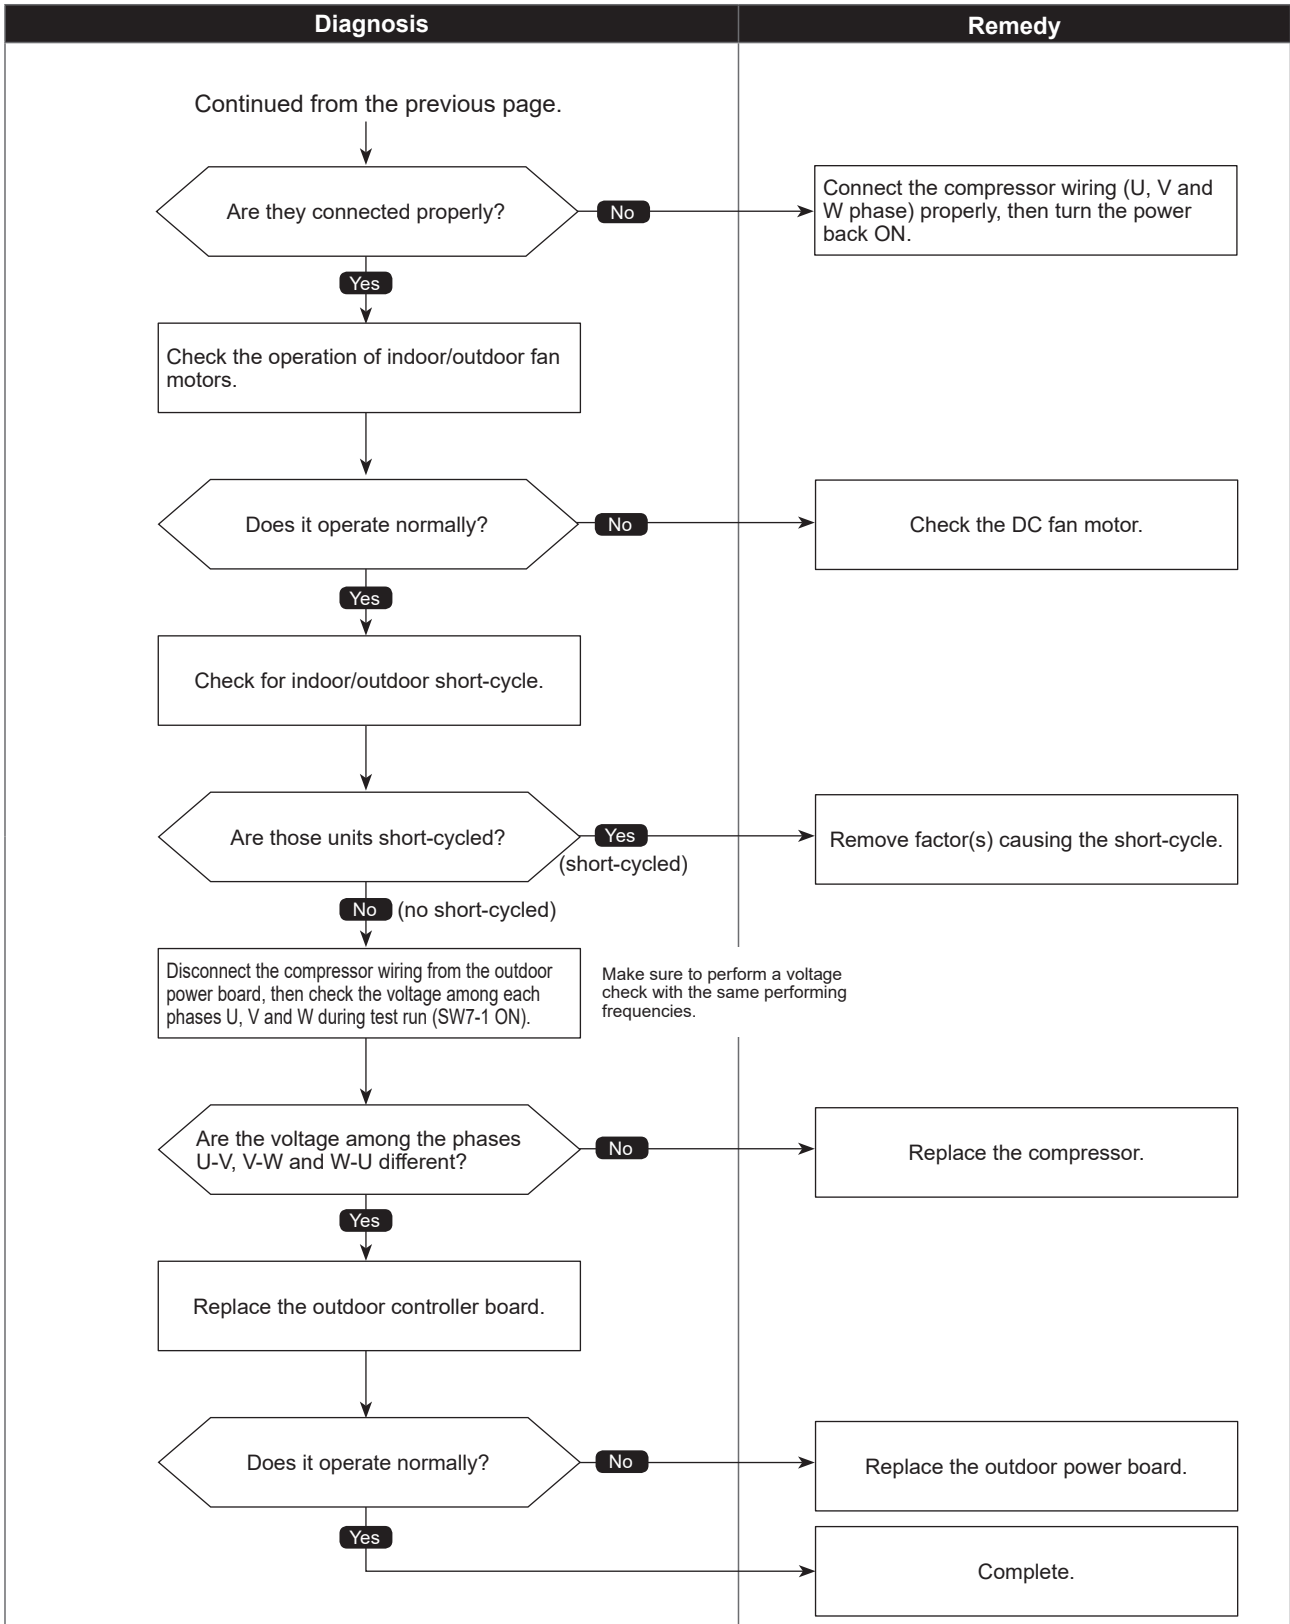 Diagnosis
Remedy
Continued from the previous page.
Are they connected properly?
No
Connect the compressor wiring (U, V and
W phase) properly, then turn the power
back ON.
Yes
Check the operation of indoor/outdoor fan
motors.
Does it operate normally?
No
Check the DC fan motor.
Yes
Check for indoor/outdoor short-cycle.
Are those units short-cycled?
Yes
(short-cycled)
Remove factor(s) causing the short-cycle.
No (no short-cycled)
Disconnect the compressor wiring from the outdoor
power board, then check the voltage among each
phases U, V and W during test run (SW7-1 ON).
Make sure to perform a voltage
check with the same performing
frequencies.
Are the voltage among the phases
U-V, V-W and W-U different?
No
Replace the compressor.
Yes
Replace the outdoor controller board.
Does it operate normally?
No
Replace the outdoor power board.
Yes
Complete.